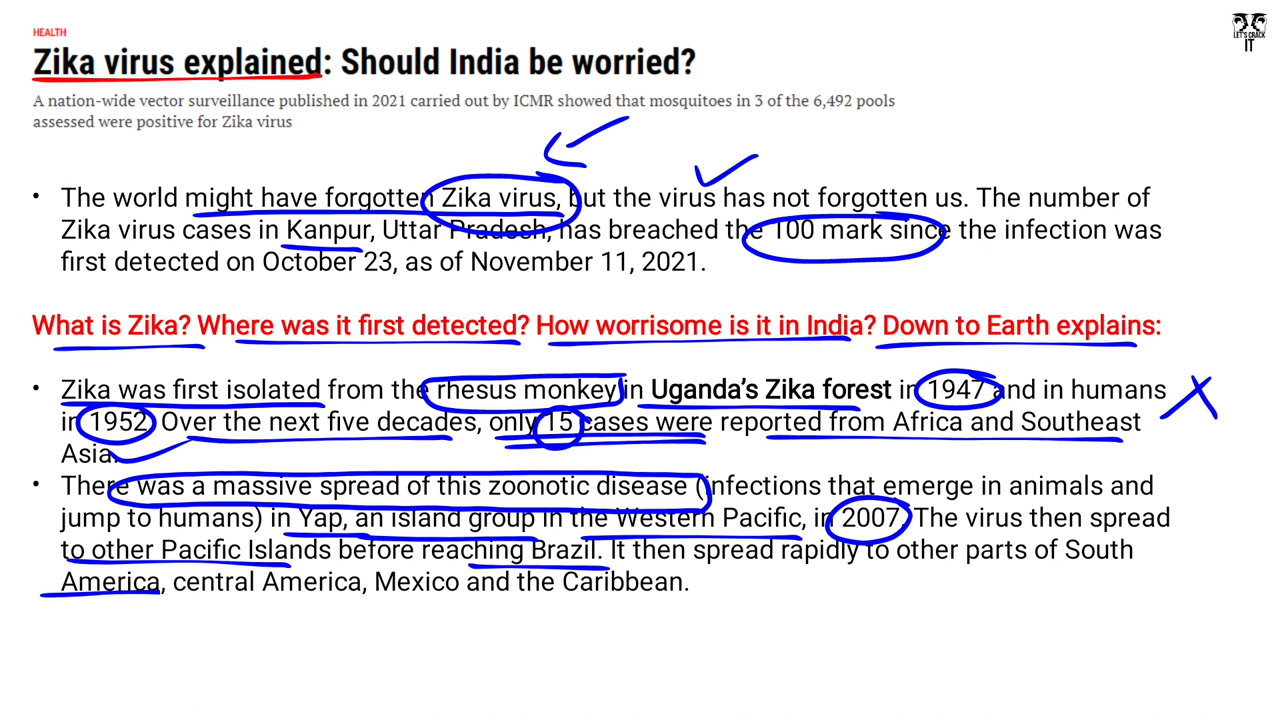 HEALTH
LET'S CRACK
IT
Zika virus explained: Should India be worried?
A nation-wide vector surveillance published in 2021 carried out by ICMR showed that mosquitoes in 3 of the 6,492 pools
assessed were positive for Zika virus
• The world might have forgotten Zika virus, but the virus has not forgotten us. The number of
Zika virus cases in Kanpur, Uttar Pradesh, has breached the 100 mark since the infection was
first detected on October 23, as of November 11, 2021.
What is Zika? Where was it first detected? How worrisome is it in India? Down to Earth explains:
• Zika was first isolated from the rhesus monkey in Uganda's Zika forest in 1947 and in humans
in 1952. Over the next five decades, only 15 cases were reported from Africa and Southeast
Asia.
• There was a massive spread of this zoonotic disease (infections that emerge in animals and
jump to humans) in Yap, an island group in the Western Pacific, in 2007. The virus then spread
to other Pacific Islands before reaching Brazil. It then spread rapidly to other parts of South
America, central America, Mexico and the Caribbean.